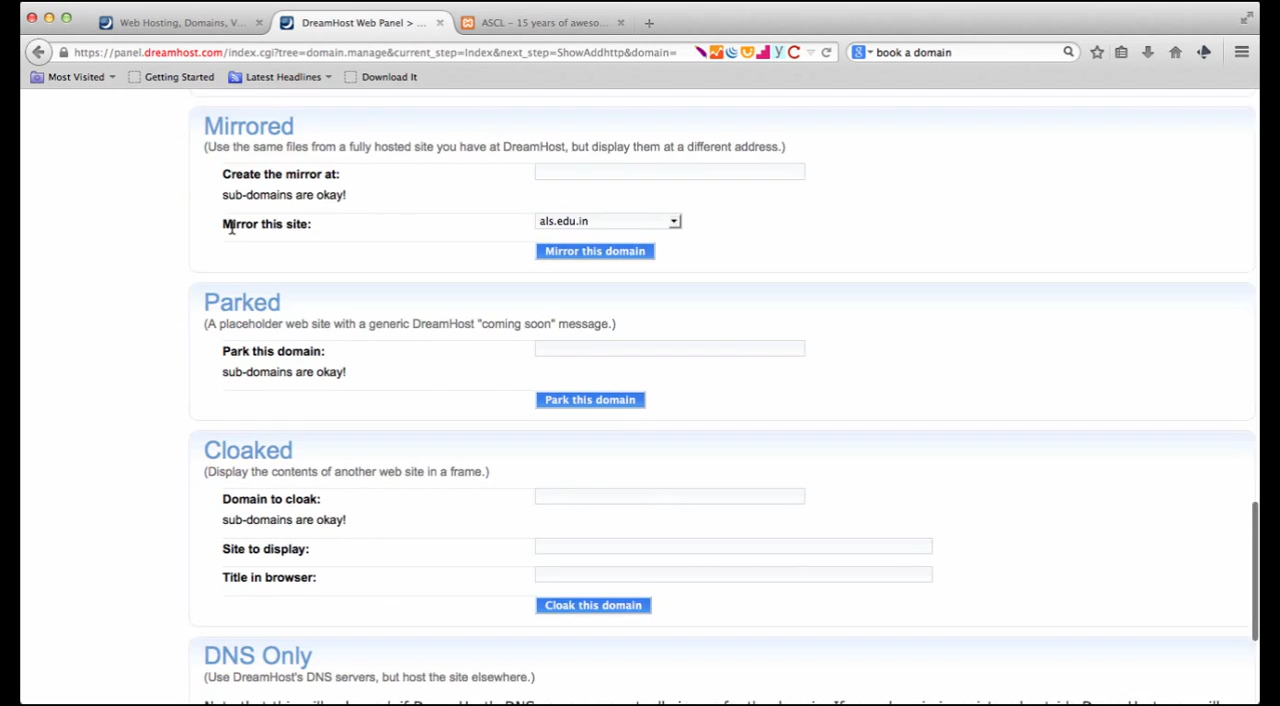 Web Hosting, Domains, V...
DreamHost Web Panel > ...
ASCL – 15 years of aweso...
https://panel.dreamhost.com/index.cgi?tree=domain.manage&current_step=Index&next_step=ShowAddhttp&domain=
book a domain
Most Visited
Getting Started
Latest Headlines
Download It
Mirrored
(Use the same files from a fully hosted site you have at DreamHost, but display them at a different address.)
Create the mirror at:
sub-domains are okay!
Mirror this site:
als.edu.in
Mirror this domain
Parked
(A placeholder web site with a generic DreamHost "coming soon" message.)
Park this domain:
sub-domains are okay!
Park this domain
Cloaked
(Display the contents of another web site in a frame.)
Domain to cloak:
sub-domains are okay!
Site to display:
Title in browser:
Cloak this domain
DNS Only
(Use DreamHost's DNS servers, but host the site elsewhere.)